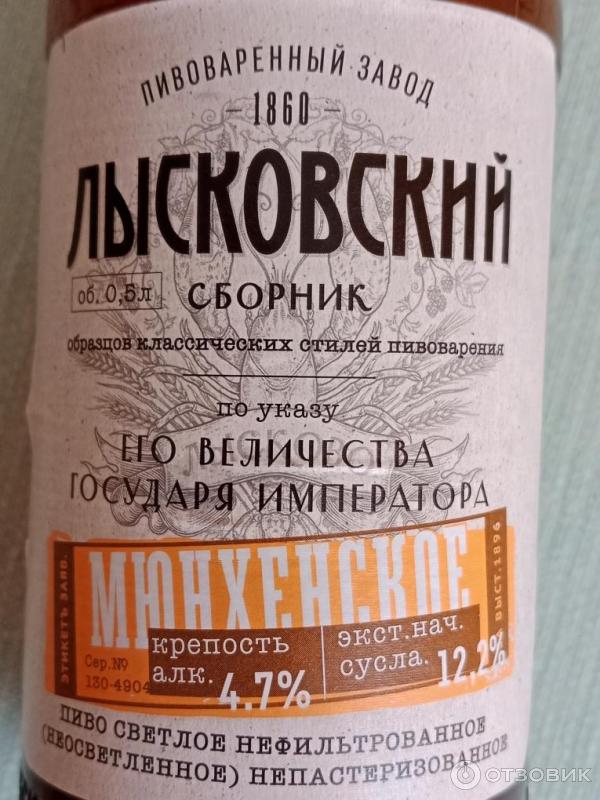 ПИВОВАРЕННЫЙ ЗАВОД
1860
ЛЫСКОВСКИЙ
об. 0,5л
СБОРНИК
образцов классических стилей пивоварения
по указу
ЕГО ВЕЛИЧЕСТВА
ГОСУДАРЯ ИМПЕРАТОРА
ЭТИКЕТЪ ЗАЯВ.
МЮНХЕНСКОЕ
ВЫСТ.1896
Сер.№
130-4904
крепость
алк. 4.7%
экст.нач.
сусла. 12,2%
ПИВО СВЕТЛОЕ НЕФИЛЬТРОВАННОЕ
(НЕОСВЕТЛЕННОЕ) НЕПАСТЕРИЗОВАННОЕ
ОТЗОВИК